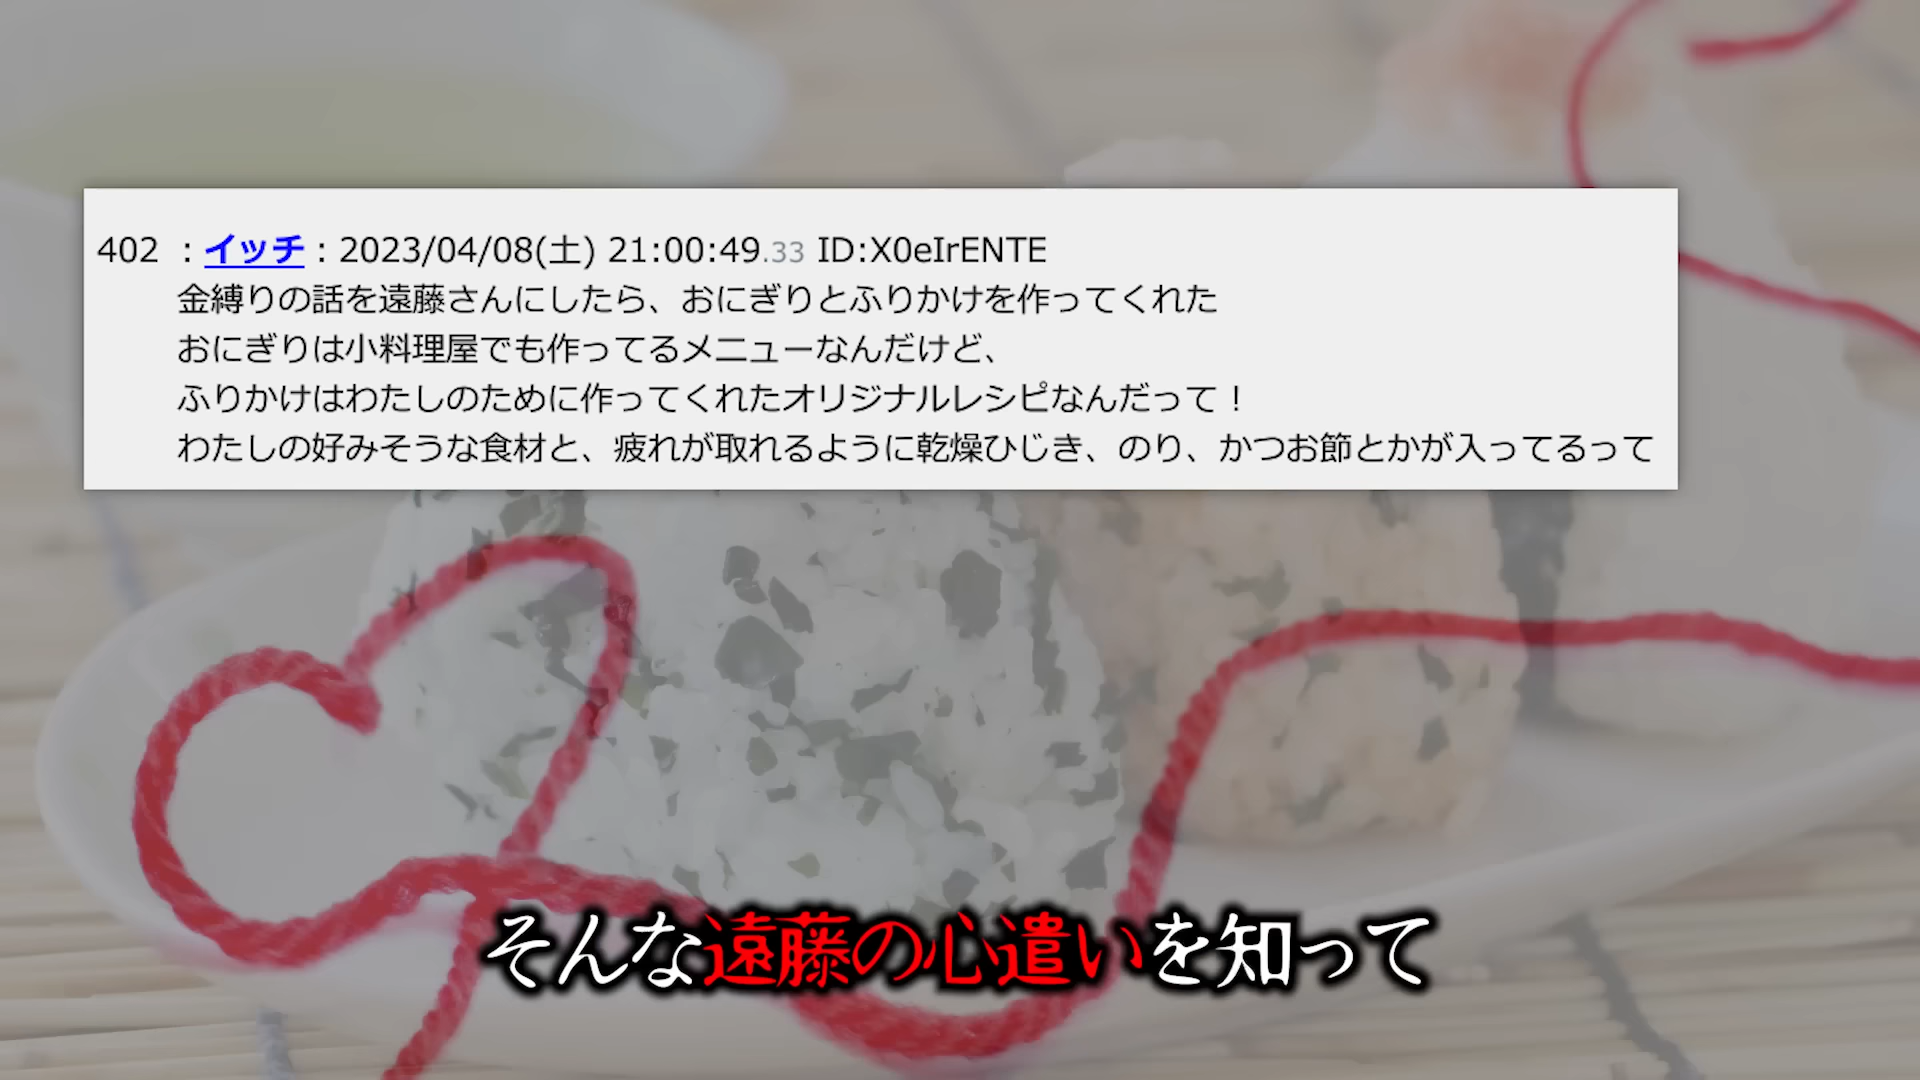 402 ：イッチ：2023/04/08(土) 21:00:49.33 ID:X0eIrENTE
金縛りの話を遠藤さんにしたら、おにぎりとふりかけを作ってくれた
おにぎりは小料理屋でも作ってるメニューなんだけど、
ふりかけはわたしのために作ってくれたオリジナルレシピなんだって！
わたしの好みそうな食材と、疲れが取れるように乾燥ひじき、のり、かつお節とかが入ってるって
そんな遠藤の心遣いを知って